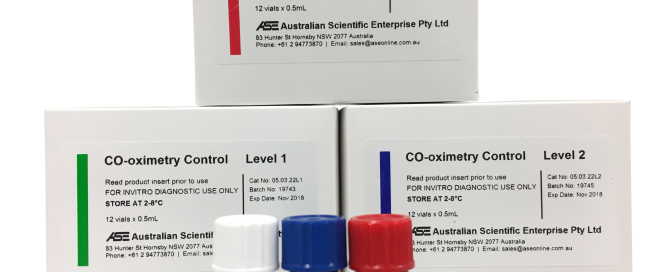 12 vials x 0.5mL
ASE Australian Scientific Enterprise Pty Ltd
83 Hunter St Hornsby NSW 2077 Australia
Phone: +61 2 94773870 | Email: sales@aseonline.com.au
CO-oximetry Control Level 1
Read product insert prior to use
FOR INVITRO DIAGNOSTIC USE ONLY
STORE AT 2-8°C
Cat No: 05.03.22L1
Batch No: 19743
Exp Date: Nov 2018
12 vials x 0.5mL
ASE Australian Scientif
83 Hunter St Hornsby NSW 2077 Aus
Phone: +61 2 94773870 | Email: sale
CO-oximetry Control Level 2
Read product insert prior to use
FOR INVITRO DIAGNOSTIC USE ONLY
STORE AT 2-8°C
Cat No: 05.03.22L2
Batch No: 19745
Exp Date: Nov 2018
12 vials x 0.5mL
ASE Australian Scientific Enterprise Pty Ltd
83 Hunter St Hornsby NSW 2077 Australia
Phone: +61 2 94773870 | Email: sales@aseonline.com.au